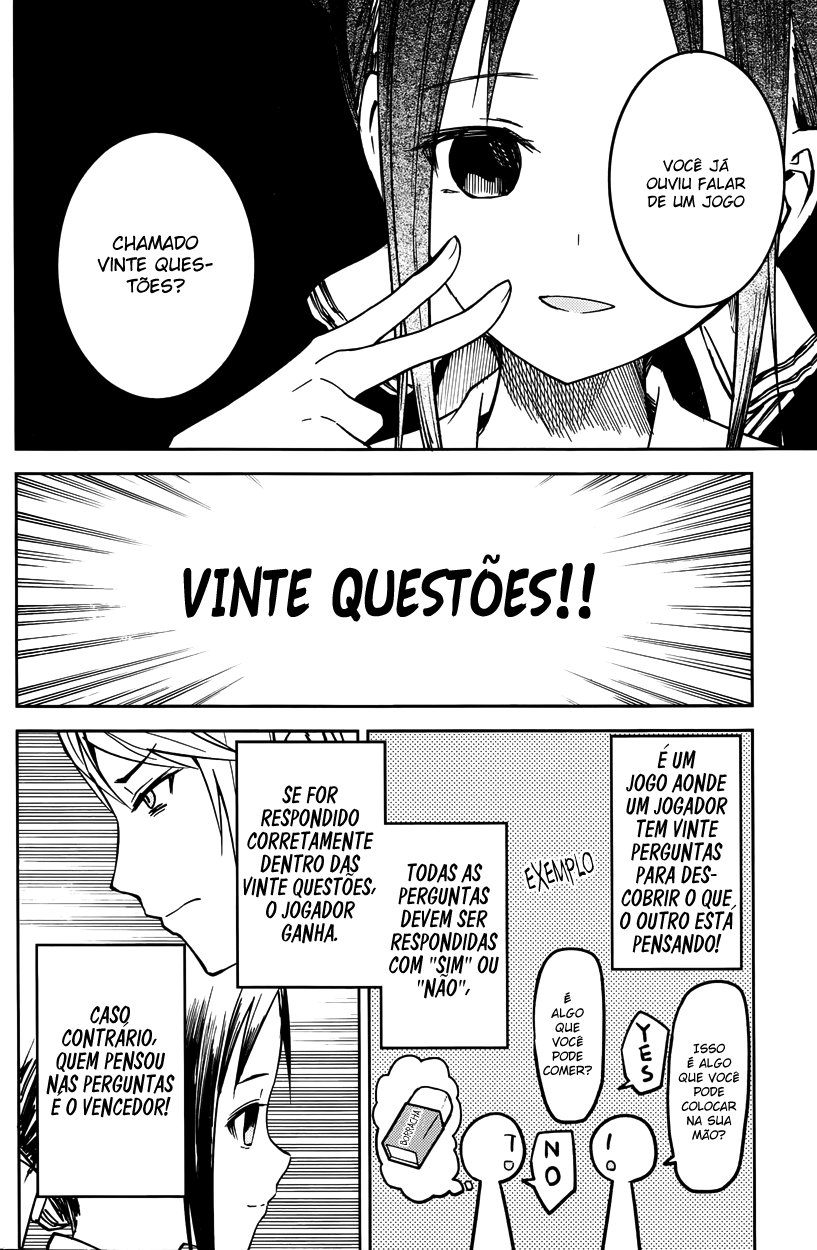 VOCÊ JÁ
OUVIU FALAR
DE UM JOGO
CHAMADO
VINTE QUES-
TÕES?
VINTE QUESTÕES!!
É UM
JOGO AONDE
UM JOGADOR
TEM VINTE
PERGUNTAS
PARA DES-
COBRIR O QUE
O OUTRO ESTÁ
PENSANDO!
EXEMPLO
ISSO
É ALGO
QUE VOCÊ
PODE
COLOCAR
NA SUA
MÃO?
YES
É
ALGO
QUE VOCÊ
PODE
COMER?
NO
BORRACHA
TODAS AS
PERGUNTAS
DEVEM SER
RESPONDIDAS
COM "SIM" OU
"NÃO",
SE FOR
RESPONDIDO
CORRETAMENTE
DENTRO DAS
VINTE QUESTÕES,
O JOGADOR
GANHA.
CASO
CONTRÁRIO,
QUEM PENSOU
NAS PERGUNTAS
É O VENCEDOR!